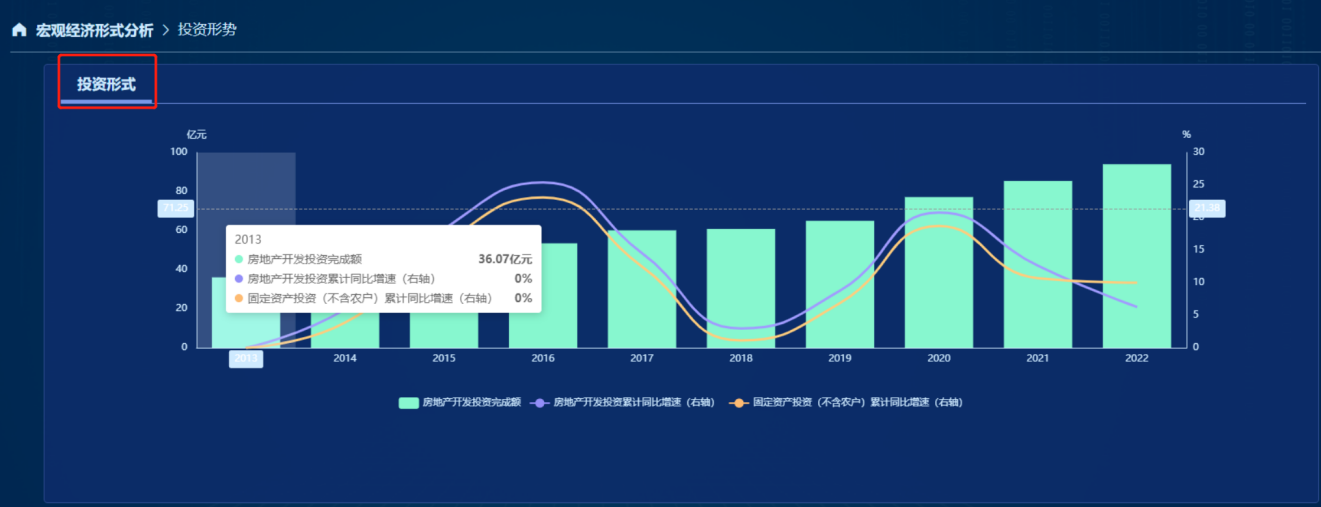 宏观经济形式分析 > 投资形势
投资形式
亿元 %
100 30
80 25
71.25 21.38
20
60 15
40 10
20 5
0 0
2013
房地产开发投资完成额 36.07亿元
房地产开发投资累计同比增速（右轴） 0%
固定资产投资（不含农户）累计同比增速（右轴） 0%
2013 2014 2015 2016 2017 2018 2019 2020 2021 2022
房地产开发投资完成额 房地产开发投资累计同比增速（右轴） 固定资产投资（不含农户）累计同比增速（右轴）